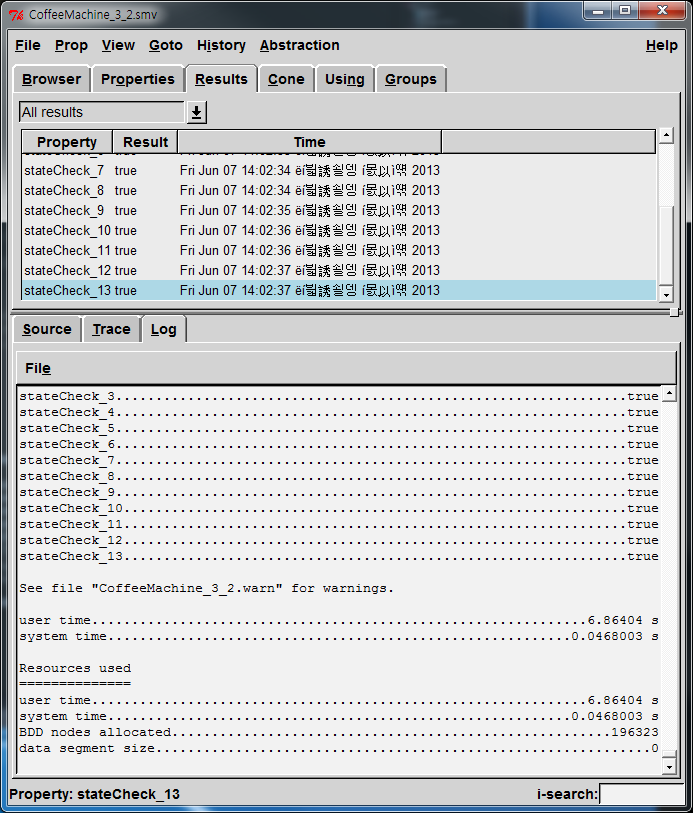 CoffeeMachine_3_2.smv
File Prop View Goto History Abstraction Help
Browser Properties Results Cone Using Groups
All results
Property Result Time
stateCheck_7 true Fri Jun 07 14:02:34 2013
stateCheck_8 true Fri Jun 07 14:02:34 2013
stateCheck_9 true Fri Jun 07 14:02:35 2013
stateCheck_10 true Fri Jun 07 14:02:36 2013
stateCheck_11 true Fri Jun 07 14:02:36 2013
stateCheck_12 true Fri Jun 07 14:02:37 2013
stateCheck_13 true Fri Jun 07 14:02:37 2013
Source Trace Log
File
stateCheck_3...............................................................true
stateCheck_4...............................................................true
stateCheck_5...............................................................true
stateCheck_6...............................................................true
stateCheck_7...............................................................true
stateCheck_8...............................................................true
stateCheck_9...............................................................true
stateCheck_10..............................................................true
stateCheck_11..............................................................true
stateCheck_12..............................................................true
stateCheck_13..............................................................true
See file "CoffeeMachine_3_2.warn" for warnings.
user time..............................................................6.86404 s
system time..........................................................0.0468003 s
Resources used
==============
user time..............................................................6.86404 s
system time..........................................................0.0468003 s
BDD nodes allocated......................................................196323
data segment size.............................................................0
Property: stateCheck_13 i-search: